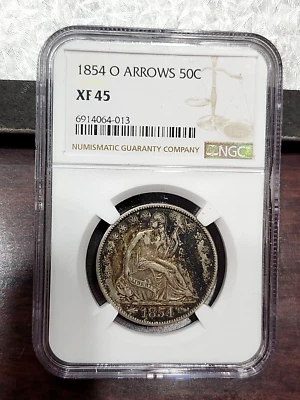 1854 O ARROWS 50C
XF 45
6914064-013
NUMISMATIC GUARANTY COMPANY
NGC
1854